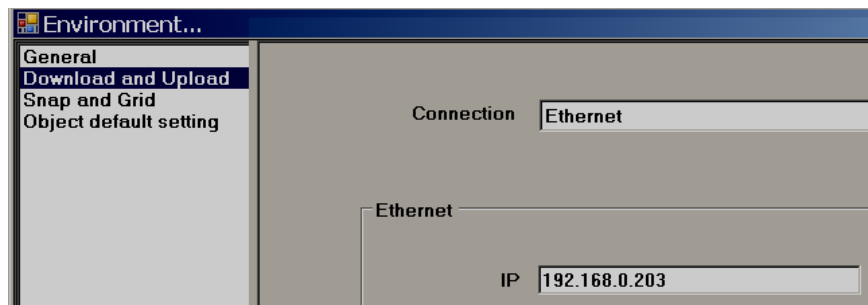 Environment...
General
Download and Upload
Snap and Grid
Object default setting
Connection
Ethernet
Ethernet
IP
192.168.0.203